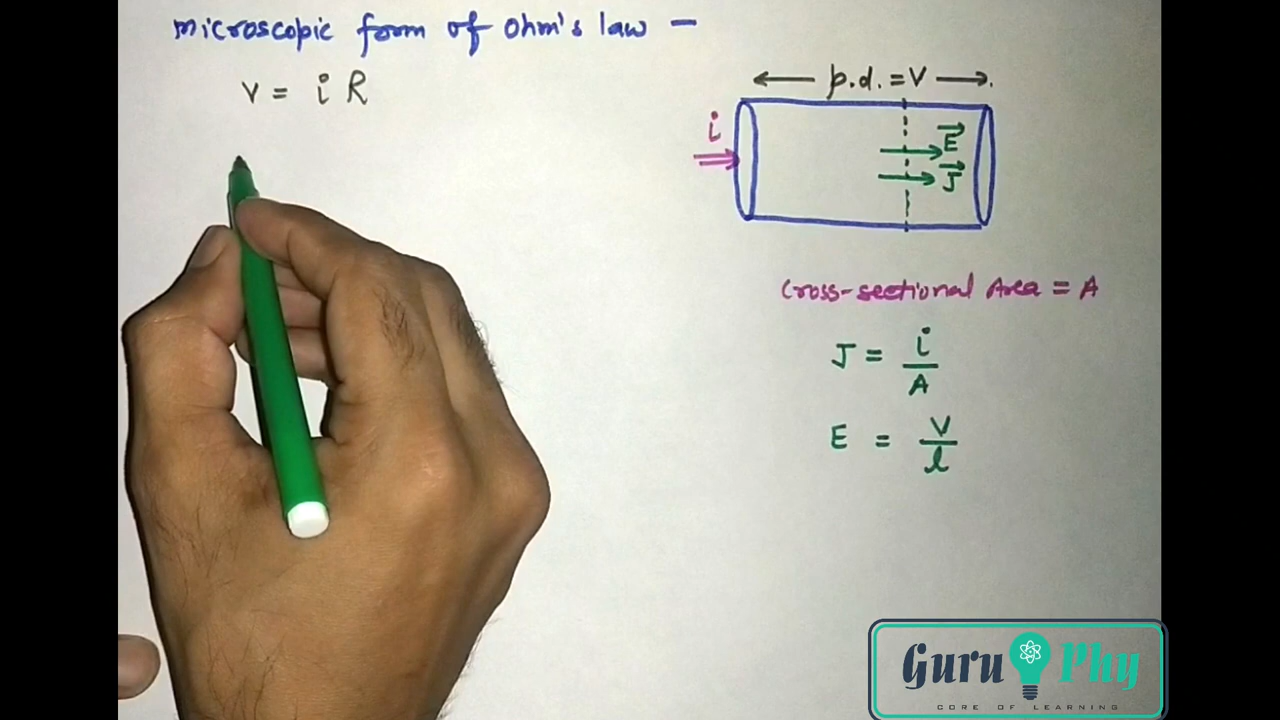 microscopic form of Ohm's law -
V = i R
p.d. = V
i
E
J
Cross-sectional Area = A
J = i/A
E = V/l
Guru Phy
CORE OF LEARNING